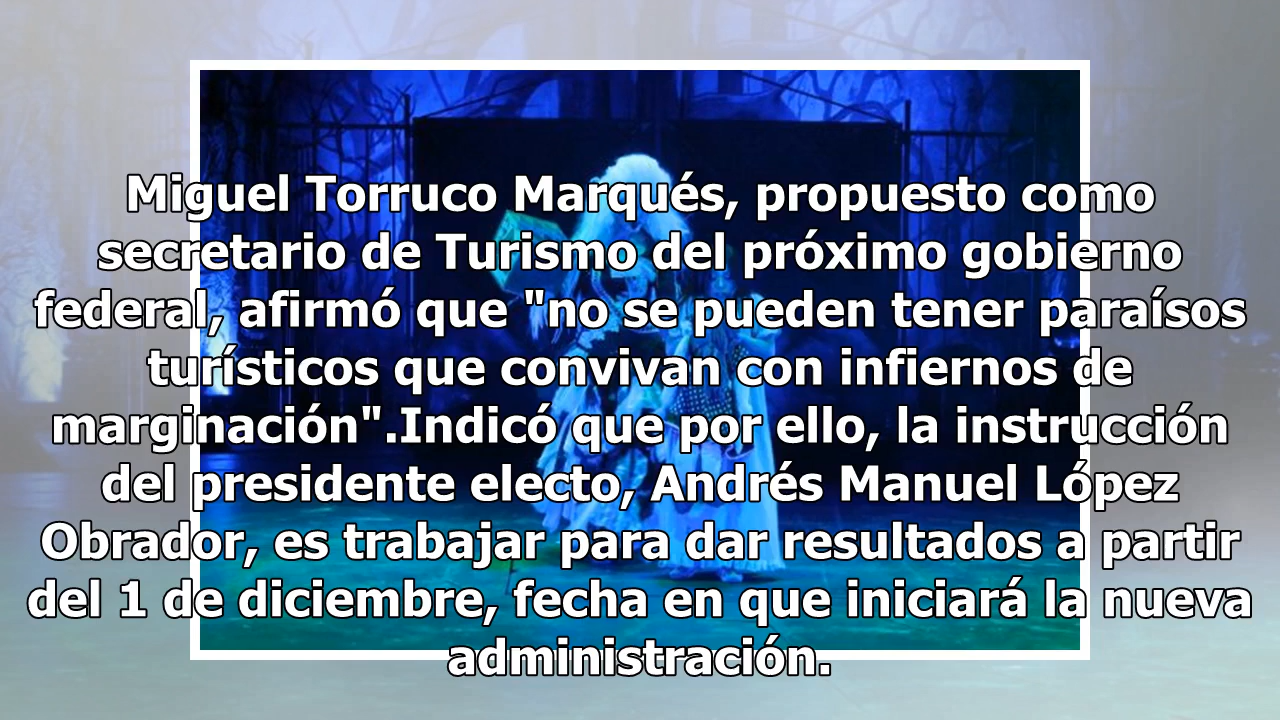 Miguel Torruco Marqués, propuesto como
secretario de Turismo del próximo gobierno
federal, afirmó que "no se pueden tener paraísos
turísticos que convivan con infiernos de
marginación".Indicó que por ello, la instrucción
del presidente electo, Andrés Manuel López
Obrador, es trabajar para dar resultados a partir
del 1 de diciembre, fecha en que iniciará la nueva
administración.